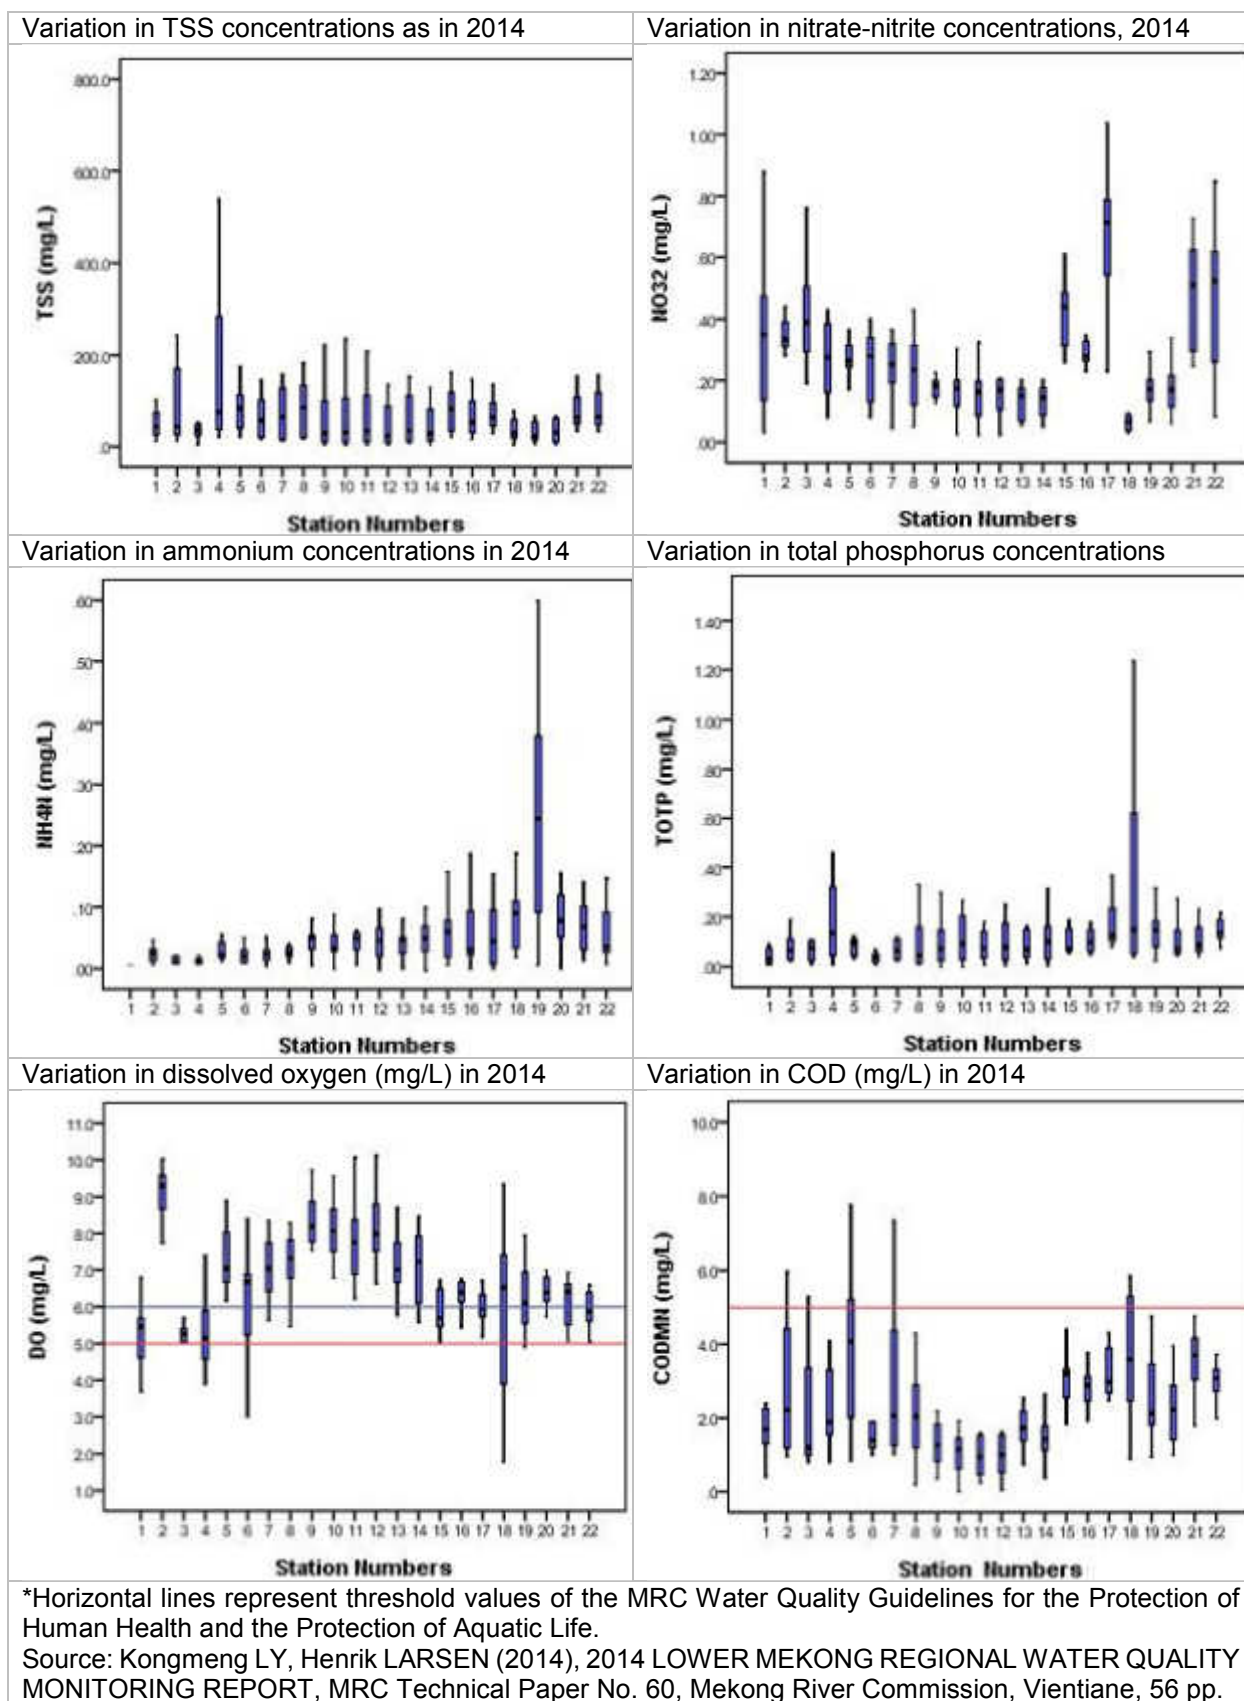 Variation in TSS concentrations as in 2014
800.0
600.0
400.0
200.0
.0
TSS (mg/L)
1 2 3 4 5 6 7 8 9 10 11 12 13 14 15 16 17 18 19 20 21 22
Station Numbers
Variation in nitrate-nitrite concentrations, 2014
1.20
1.00
.80
.60
.40
.20
.00
NO32 (mg/L)
1 2 3 4 5 6 7 8 9 10 11 12 13 14 15 16 17 18 19 20 21 22
Station Numbers
Variation in ammonium concentrations in 2014
.60
.50
.40
.30
.20
.10
.00
NH4N (mg/L)
1 2 3 4 5 6 7 8 9 10 11 12 13 14 15 16 17 18 19 20 21 22
Station Numbers
Variation in total phosphorus concentrations
1.40
1.20
1.00
.80
.60
.40
.20
.00
TOTP (mg/L)
1 2 3 4 5 6 7 8 9 10 11 12 13 14 15 16 17 18 19 20 21 22
Station Numbers
Variation in dissolved oxygen (mg/L) in 2014
11.0
10.0
9.0
8.0
7.0
6.0
5.0
4.0
3.0
2.0
1.0
DO (mg/L)
1 2 3 4 5 6 7 8 9 10 11 12 13 14 15 16 17 18 19 20 21 22
Station Numbers
Variation in COD (mg/L) in 2014
10.0
8.0
6.0
4.0
2.0
.0
CODMN (mg/L)
1 2 3 4 5 6 7 8 9 10 11 12 13 14 15 16 17 18 19 20 21 22
Station Numbers
*Horizontal lines represent threshold values of the MRC Water Quality Guidelines for the Protection of
Human Health and the Protection of Aquatic Life.
Source: Kongmeng LY, Henrik LARSEN (2014), 2014 LOWER MEKONG REGIONAL WATER QUALITY
MONITORING REPORT, MRC Technical Paper No. 60, Mekong River Commission, Vientiane, 56 pp.